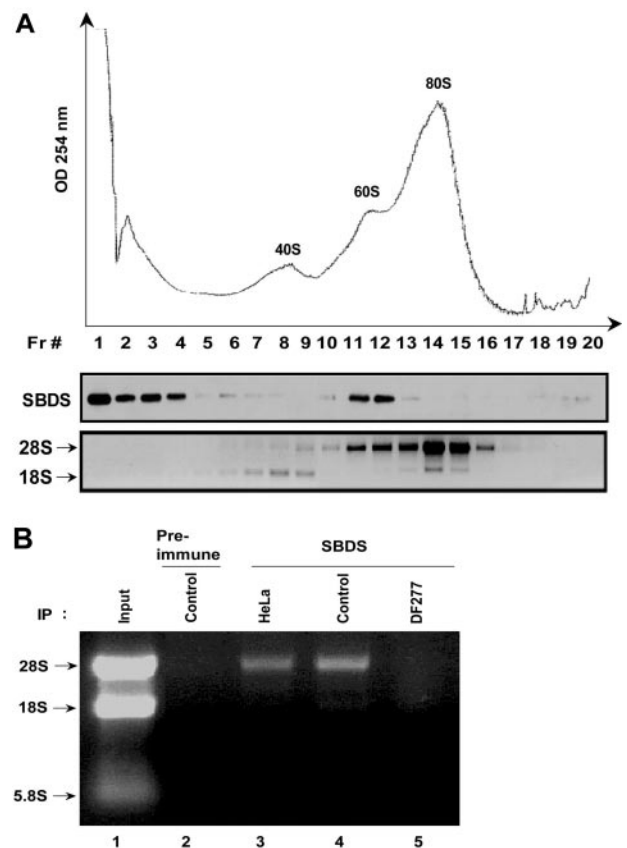 A
OD 254 nm
40S
60S
80S
Fr # 1 2 3 4 5 6 7 8 9 10 11 12 13 14 15 16 17 18 19 20
SBDS
28S →
18S →
B
Pre-
immune
SBDS
IP : Input Control HeLa Control DF277
28S →
18S →
5.8S →
1 2 3 4 5